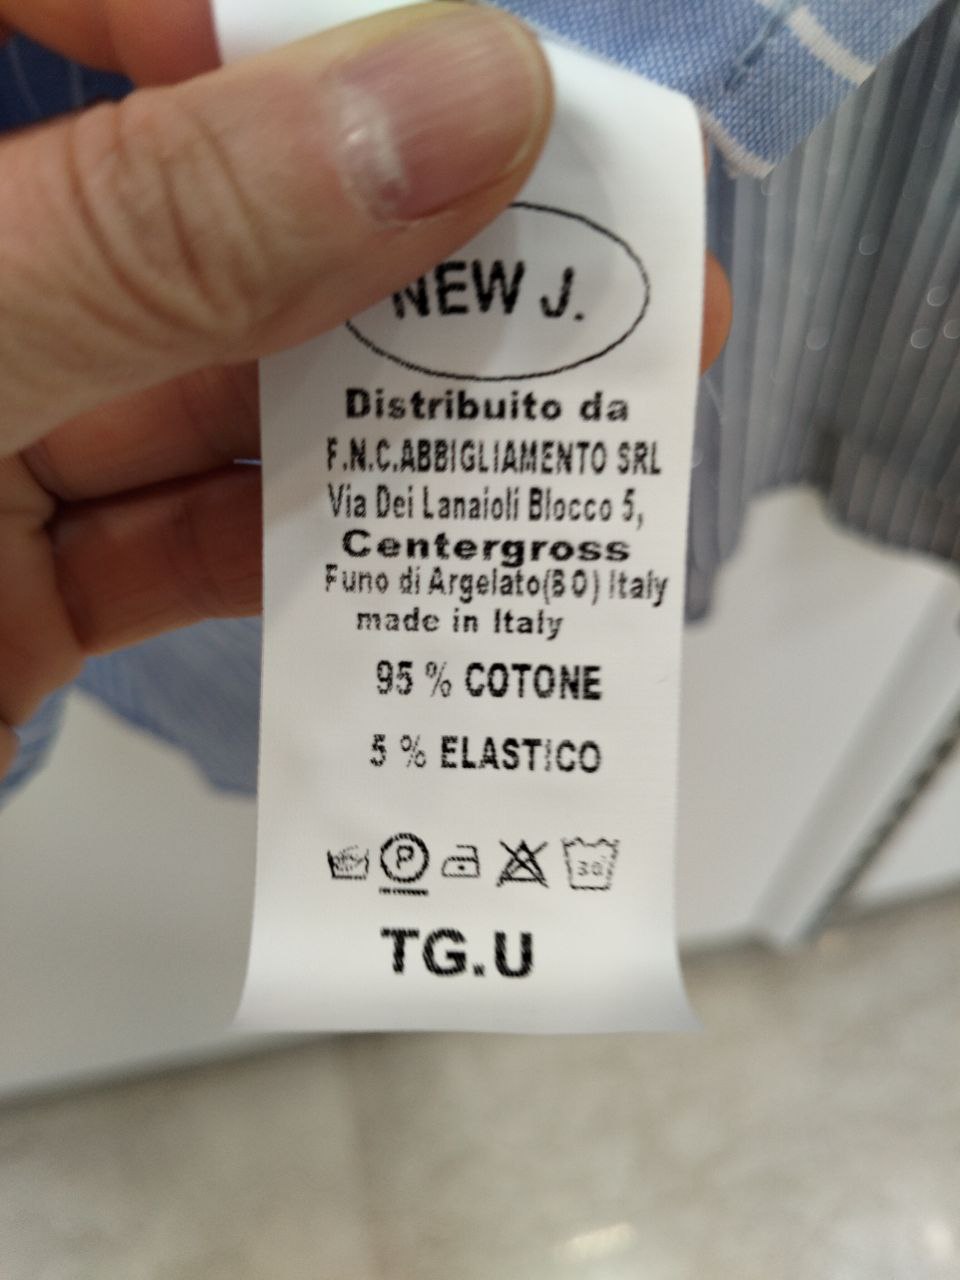 NEW J.
Distribuito da
F.N.C.ABBIGLIAMENTO SRL
Via Dei Lanaioli Blocco 5,
Centergross
Funo di Argelato(BO) Italy
made in Italy
95 % COTONE
5 % ELASTICO
P 30°
TG.U